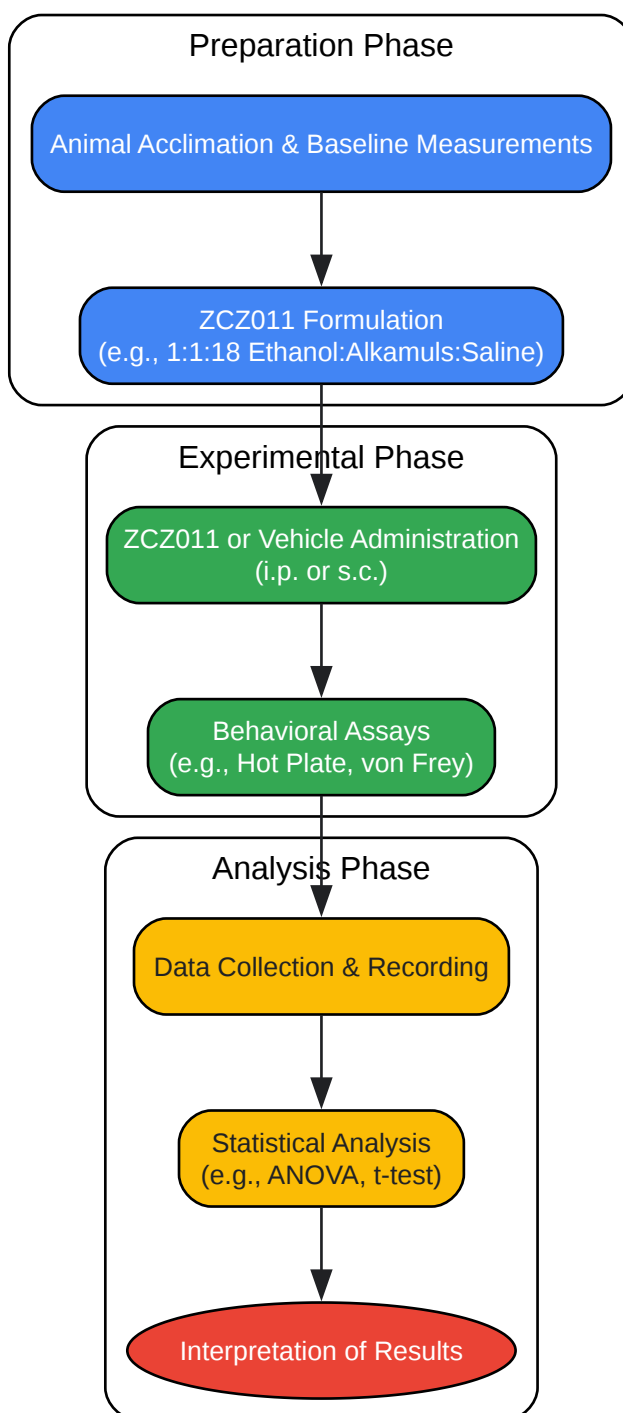 Preparation Phase
Animal Acclimation & Baseline Measurements
ZCZ011 Formulation
(e.g., 1:1:18 Ethanol:Alkamuls:Saline)
Experimental Phase
ZCZ011 or Vehicle Administration
(i.p. or s.c.)
Behavioral Assays
(e.g., Hot Plate, von Frey)
Analysis Phase
Data Collection & Recording
Statistical Analysis
(e.g., ANOVA, t-test)
Interpretation of Results